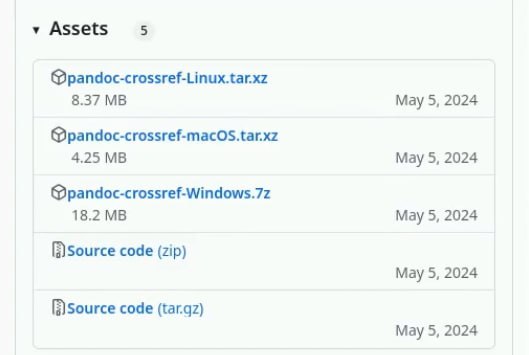 Assets 5
pandoc-crossref-Linux.tar.xz
8.37 MB May 5, 2024
pandoc-crossref-macOS.tar.xz
4.25 MB May 5, 2024
pandoc-crossref-Windows.7z
18.2 MB May 5, 2024
Source code (zip)
May 5, 2024
Source code (tar.gz)
May 5, 2024